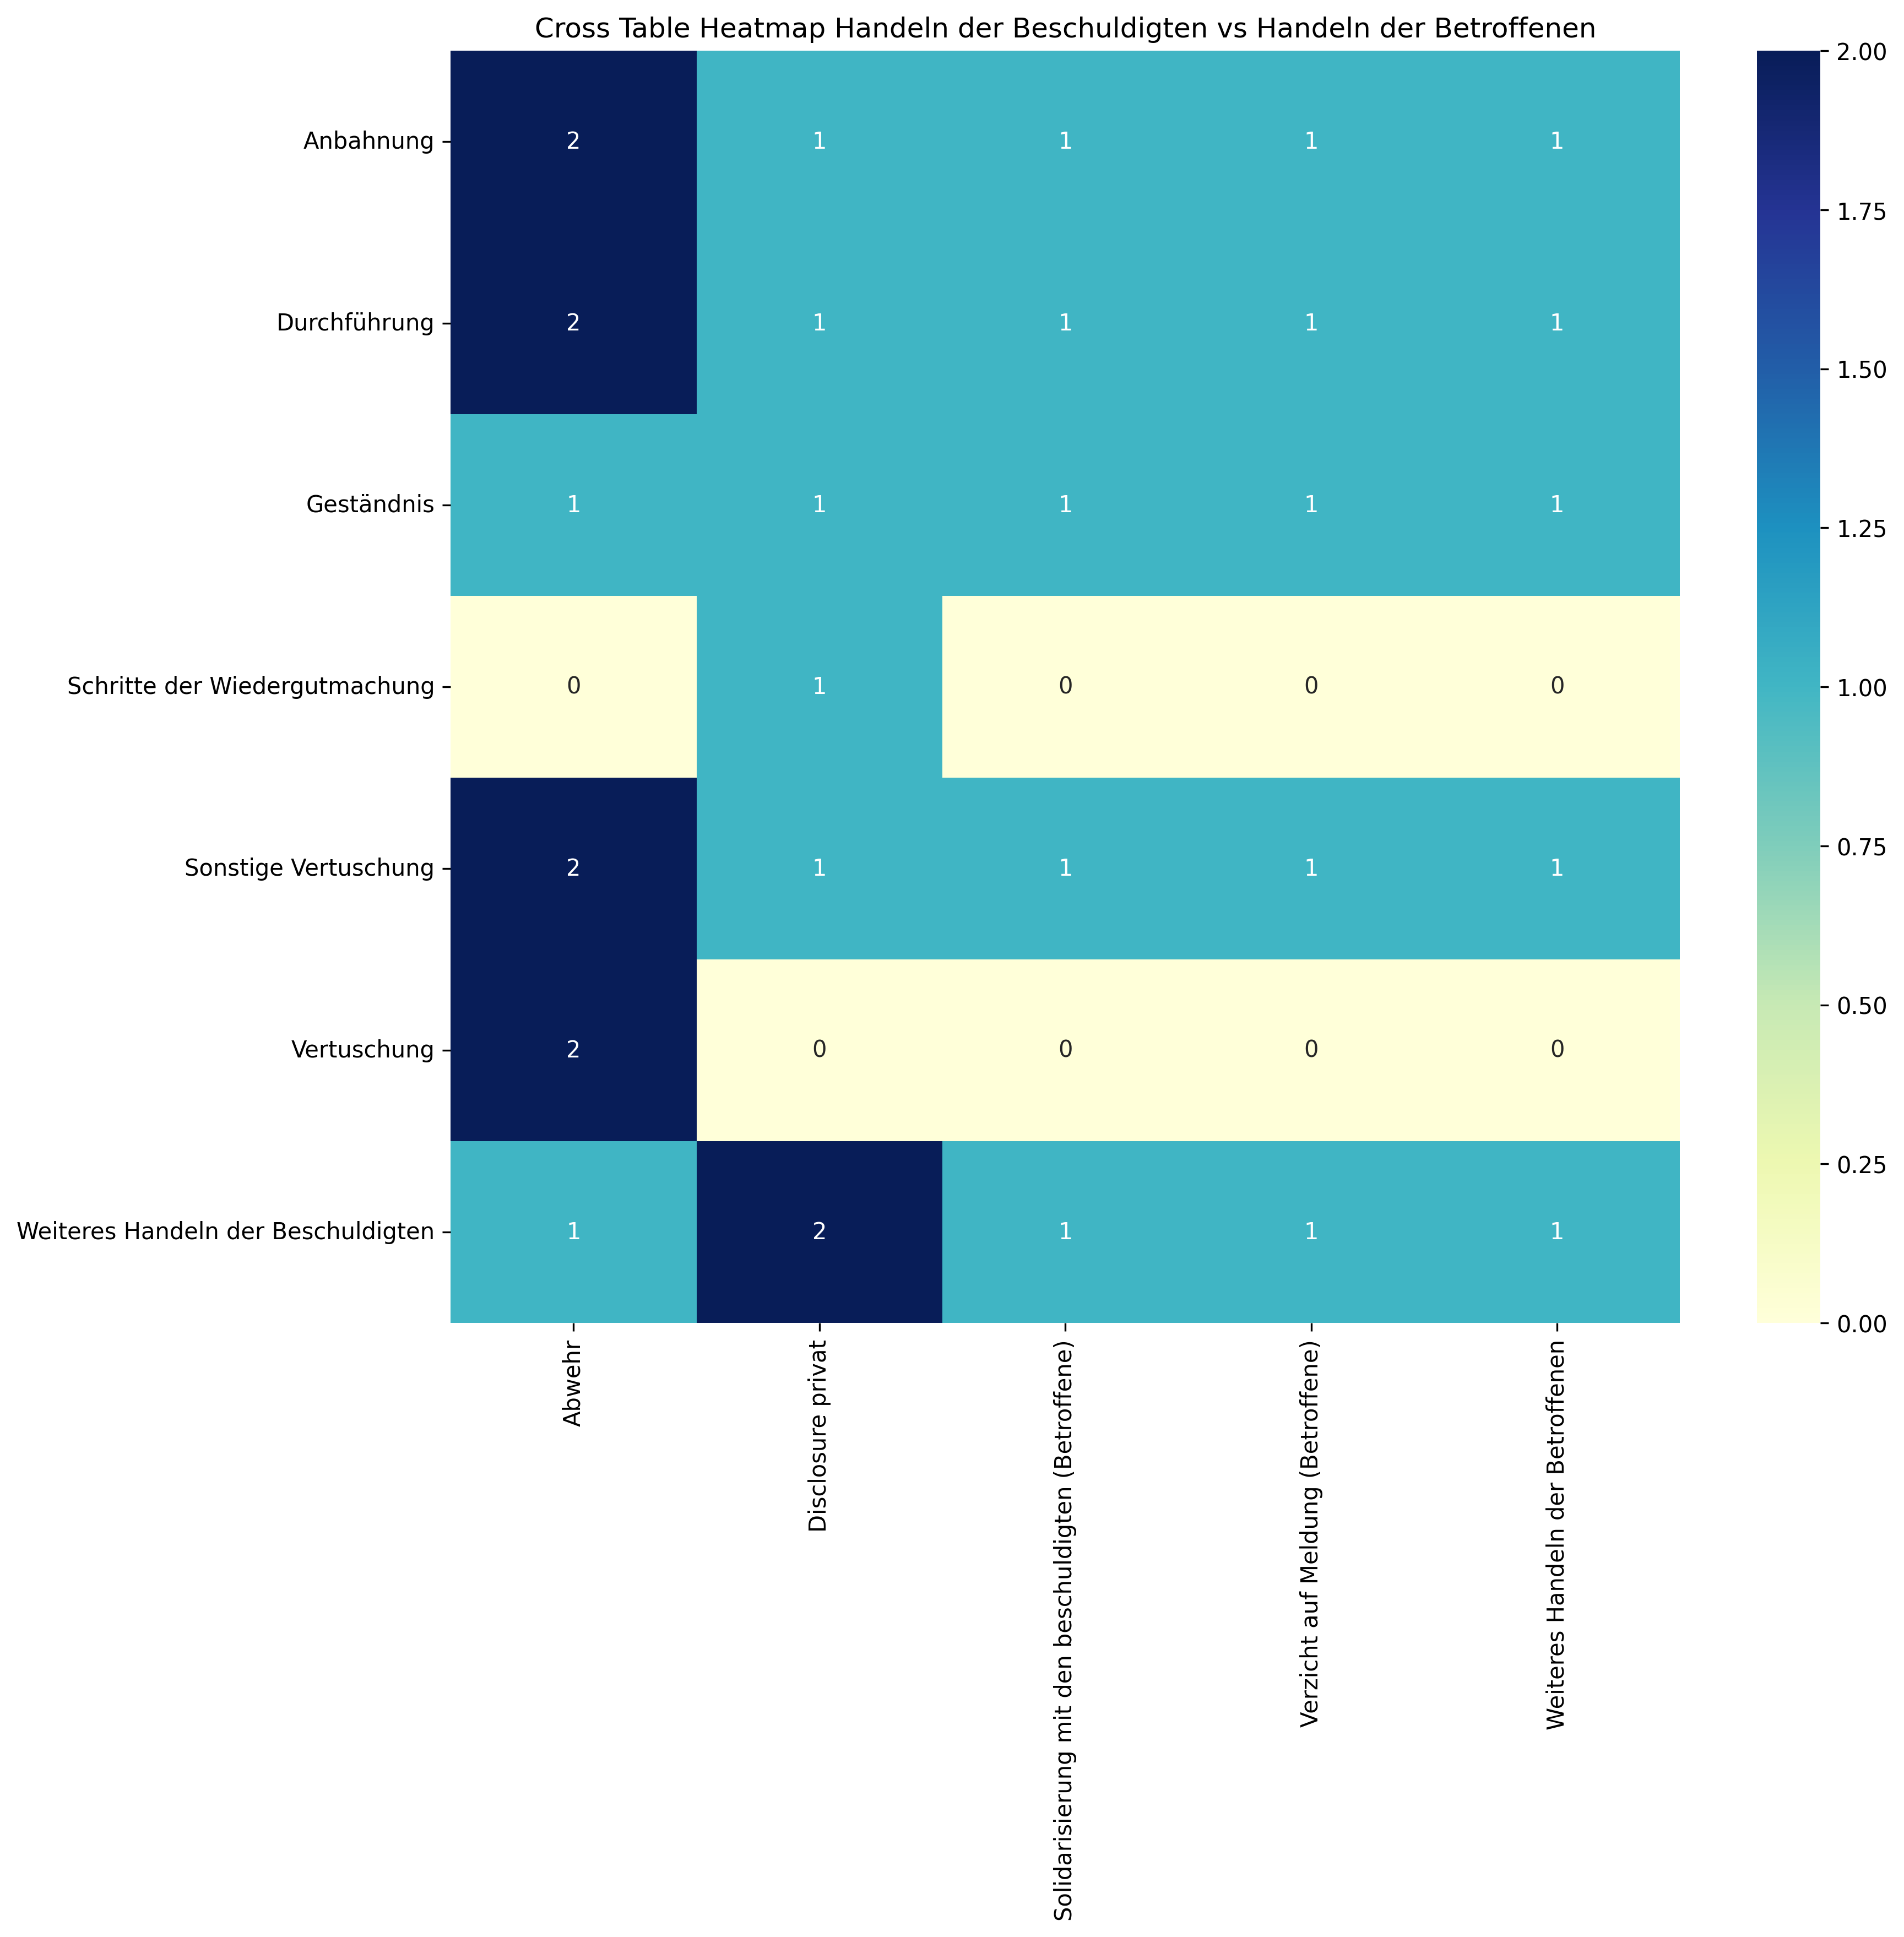 Cross Table Heatmap Handeln der Beschuldigten vs Handeln der Betroffenen
Anbahnung 2 1 1 1 1
Durchführung 2 1 1 1 1
Geständnis 1 1 1 1 1
Schritte der Wiedergutmachung 0 1 0 0 0
Sonstige Vertuschung 2 1 1 1 1
Vertuschung 2 0 0 0 0
Weiteres Handeln der Beschuldigten 1 2 1 1 1
Abwehr
Disclosure privat
Solidarisierung mit den beschuldigten (Betroffene)
Verzicht auf Meldung (Betroffene)
Weiteres Handeln der Betroffenen
2.00
1.75
1.50
1.25
1.00
0.75
0.50
0.25
0.00